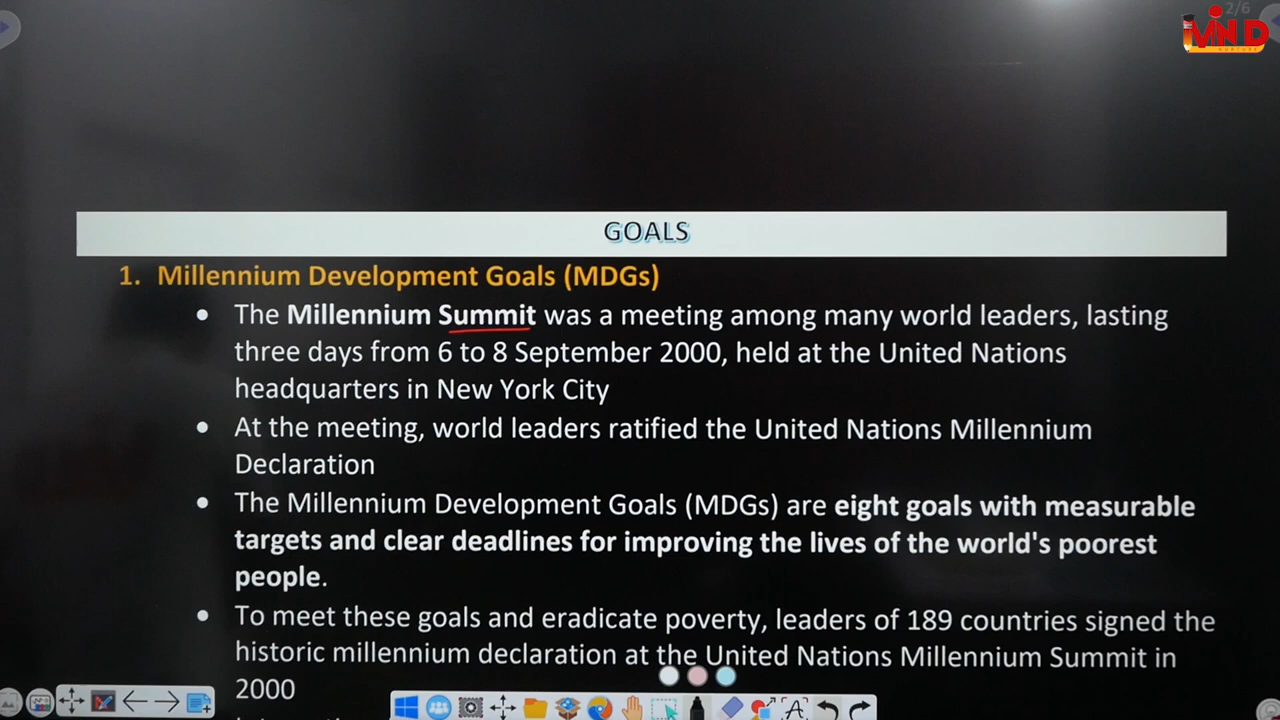 2/6
MIND
GOALS
1. Millennium Development Goals (MDGs)
• The Millennium Summit was a meeting among many world leaders, lasting
three days from 6 to 8 September 2000, held at the United Nations
headquarters in New York City
• At the meeting, world leaders ratified the United Nations Millennium
Declaration
• The Millennium Development Goals (MDGs) are eight goals with measurable
targets and clear deadlines for improving the lives of the world's poorest
people.
• To meet these goals and eradicate poverty, leaders of 189 countries signed the
historic millennium declaration at the United Nations Millennium Summit in
2000